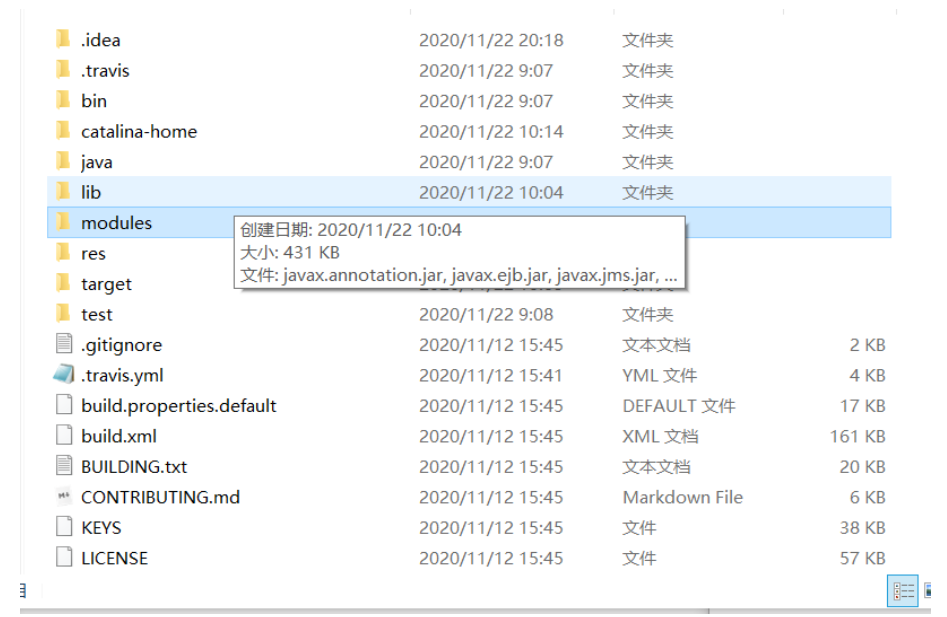 .idea 2020/11/22 20:18 文件夹
.travis 2020/11/22 9:07 文件夹
bin 2020/11/22 9:07 文件夹
catalina-home 2020/11/22 10:14 文件夹
java 2020/11/22 9:07 文件夹
lib 2020/11/22 10:04 文件夹
modules
创建日期: 2020/11/22 10:04
res
大小: 431 KB
文件: javax.annotation.jar, javax.ejb.jar, javax.jms.jar, ...
target
test 2020/11/22 9:08 文件夹
.gitignore 2020/11/12 15:45 文本文档 2 KB
.travis.yml 2020/11/12 15:41 YML 文件 4 KB
build.properties.default 2020/11/12 15:45 DEFAULT 文件 17 KB
build.xml 2020/11/12 15:45 XML 文档 161 KB
BUILDING.txt 2020/11/12 15:45 文本文档 20 KB
CONTRIBUTING.md 2020/11/12 15:45 Markdown File 6 KB
KEYS 2020/11/12 15:45 文件 38 KB
LICENSE 2020/11/12 15:45 文件 57 KB